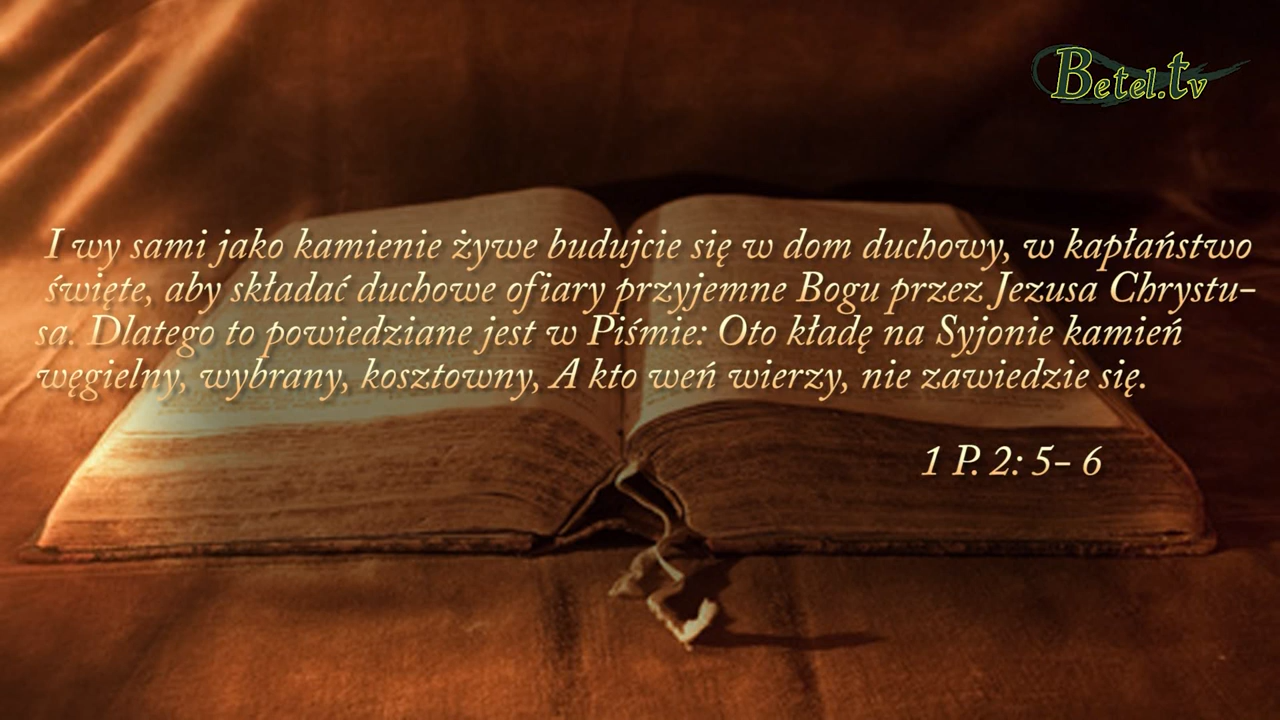 Betel.tv
I wy sami jako kamienie żywe budujcie się w dom duchowy, w kapłaństwo
święte, aby składać duchowe ofiary przyjemne Bogu przez Jezusa Chrystu-
sa. Dlatego to powiedziane jest w Piśmie: Oto kładę na Syjonie kamień
węgielny, wybrany, kosztowny, A kto weń wierzy, nie zawiedzie się.
1 P. 2: 5- 6